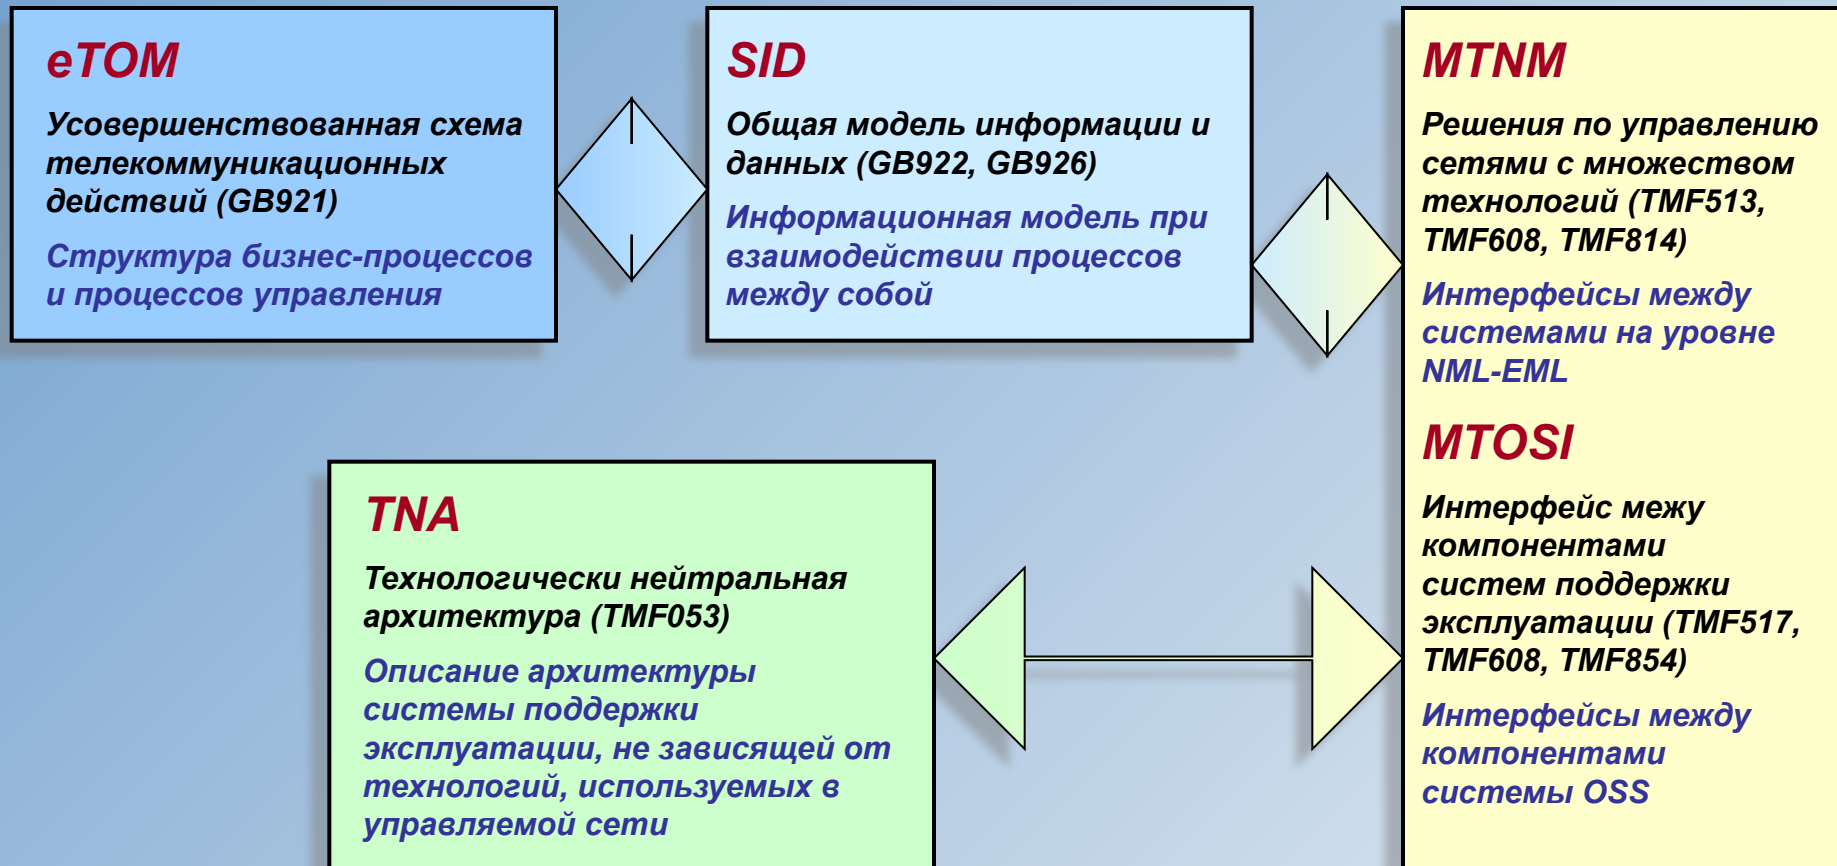 eTOM
Усовершенствованная схема
телекоммуникационных
действий (GB921)
Структура бизнес-процессов
и процессов управления
SID
Общая модель информации и
данных (GB922, GB926)
Информационная модель при
взаимодействии процессов
между собой
MTNM
Решения по управлению
сетями с множеством
технологий (TMF513,
TMF608, TMF814)
Интерфейсы между
системами на уровне
NML-EML
MTOSI
Интерфейс межу
компонентами
систем поддержки
эксплуатации (TMF517,
TMF608, TMF854)
Интерфейсы между
компонентами
системы OSS
TNA
Технологически нейтральная
архитектура (TMF053)
Описание архитектуры
системы поддержки
эксплуатации, не зависящей от
технологий, используемых в
управляемой сети